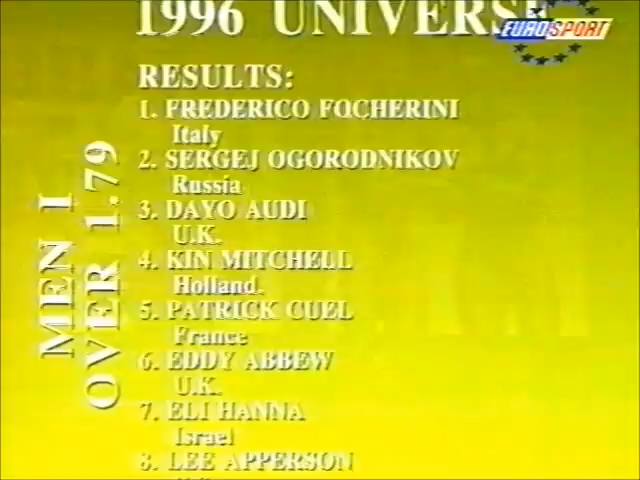 1996 UNIVERSE
EUROSPORT
RESULTS:
1. FREDERICO FOCHERINI
Italy
2. SERGEJ OGORODNIKOV
Russia
3. DAYO AUDI
U.K.
4. KIN MITCHELL
Holland.
5. PATRICK CUEL
France
6. EDDY ABBEW
U.K.
7. ELI HANNA
Israel
8. LEE APPERSON
MEN I
OVER 1.79